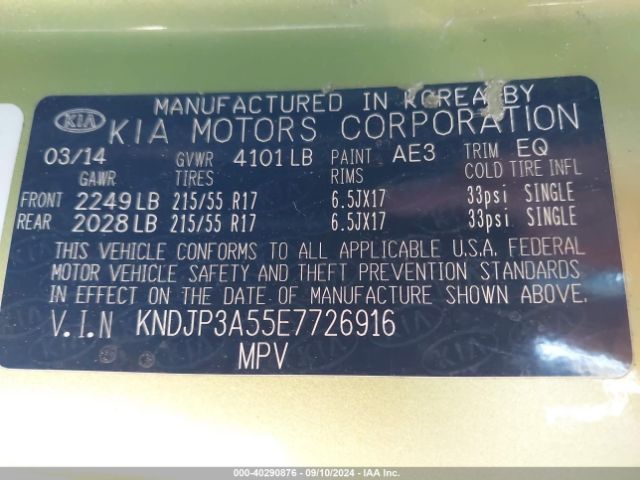 MANUFACTURED IN KOREA BY
KIA KIA MOTORS CORPORATION
03/14 GVWR 4101 LB PAINT AE3 TRIM EQ
GAWR TIRES RIMS COLD TIRE INFL
FRONT 2249 LB 215/55 R17 6.5JX17 33psi SINGLE
REAR 2028 LB 215/55 R17 6.5JX17 33psi SINGLE
THIS VEHICLE CONFORMS TO ALL APPLICABLE U.S.A. FEDERAL
MOTOR VEHICLE SAFETY AND THEFT PREVENTION STANDARDS
IN EFFECT ON THE DATE OF MANUFACTURE SHOWN ABOVE.
V.I.N KNDJP3A55E7726916
MPV
000-40290876 - 09/10/2024 - IAA Inc.